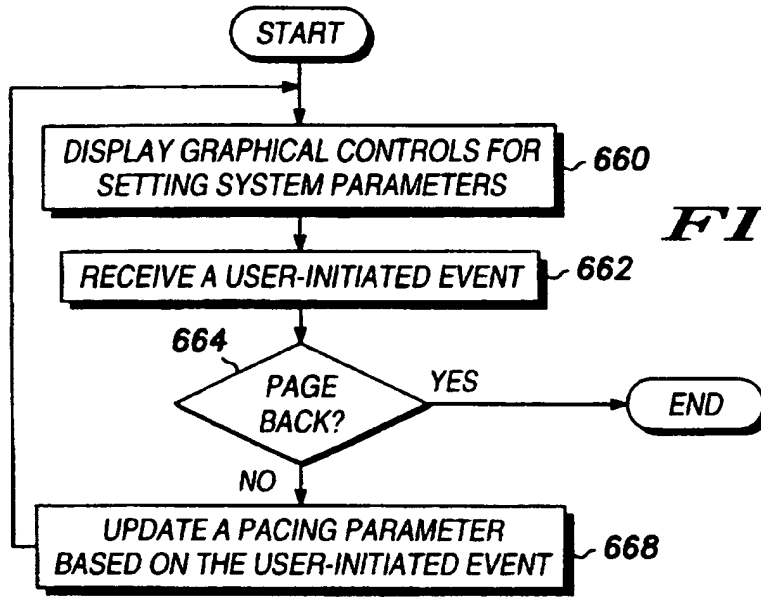 START
DISPLAY GRAPHICAL CONTROLS FOR
SETTING SYSTEM PARAMETERS
660
FI
RECEIVE A USER-INITIATED EVENT
662
664
PAGE
BACK?
YES
END
NO
UPDATE A PACING PARAMETER
BASED ON THE USER-INITIATED EVENT
668